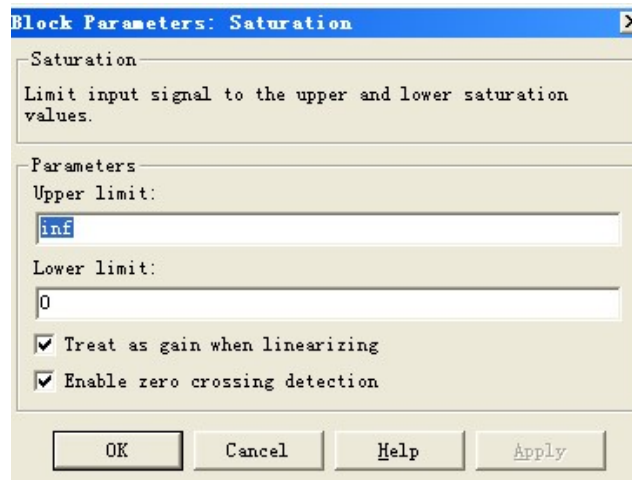 Block Parameters: Saturation
Saturation
Limit input signal to the upper and lower saturation
values.
Parameters
Upper limit:
inf
Lower limit:
0
Treat as gain when linearizing
Enable zero crossing detection
OK Cancel Help Apply